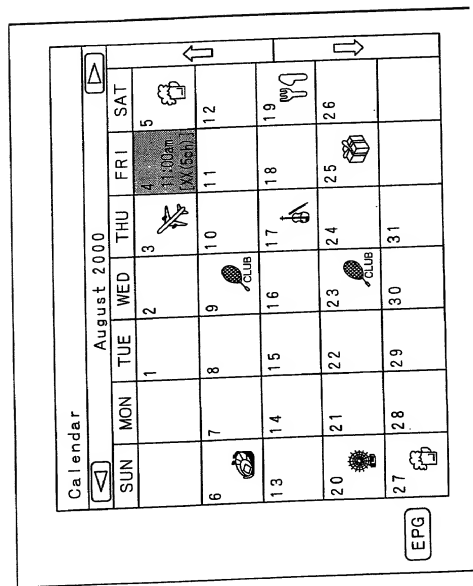 Calendar
August 2000
SUN MON TUE WED THU FRI SAT
1 2 3 4 5
11:00am
[XX(5ch)]
6 7 8 9 10 11 12
CLUB
13 14 15 16 17 18 19
20 21 22 23 24 25 26
CLUB
27 28 29 30 31
EPG